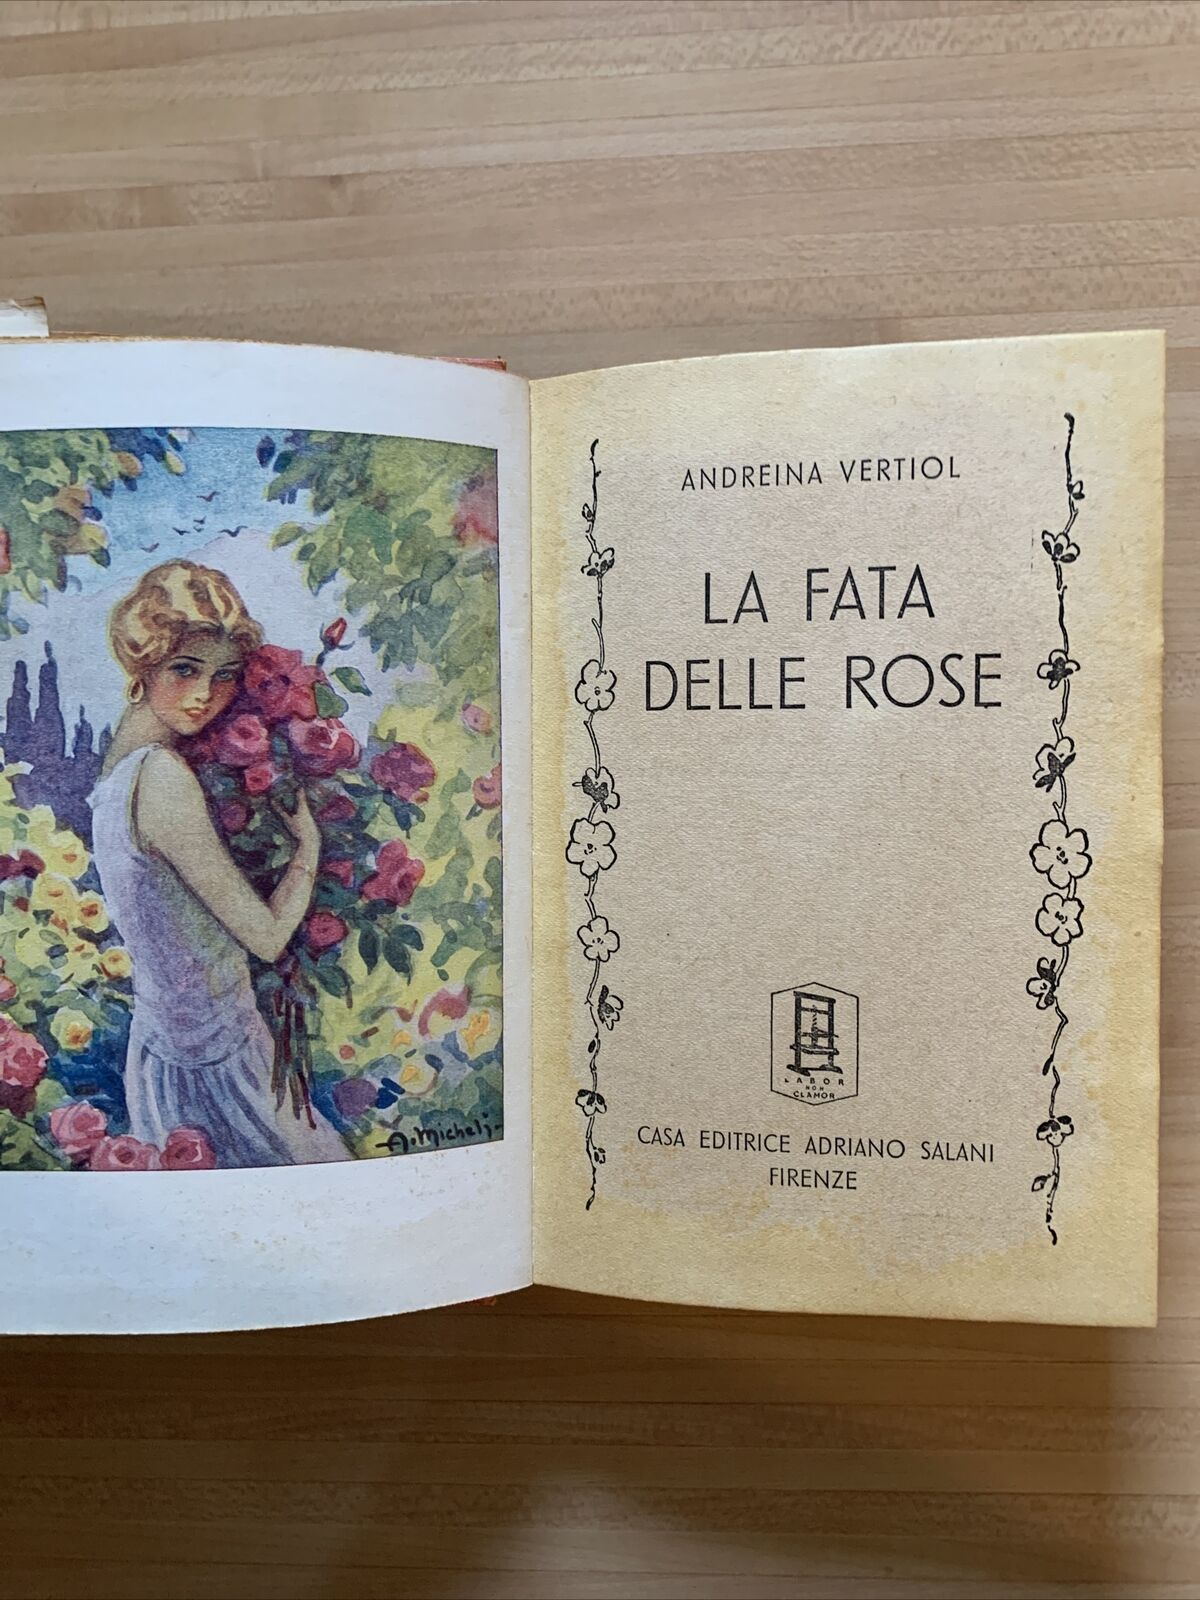 A. Micheli
ANDREINA VERTIOL
LA FATA
DELLE ROSE
LABOR
NON
CLAMOR
CASA EDITRICE ADRIANO SALANI
FIRENZE